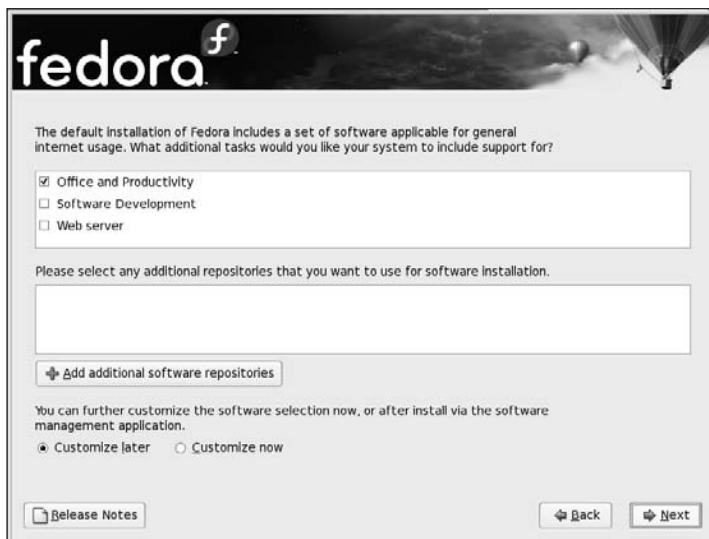 fedora
The default installation of Fedora includes a set of software applicable for general
internet usage. What additional tasks would you like your system to include support for?
Office and Productivity
Software Development
Web server
Please select any additional repositories that you want to use for software installation.
Add additional software repositories
You can further customize the software selection now, or after install via the software
management application.
Customize later Customize now
Release Notes Back Next